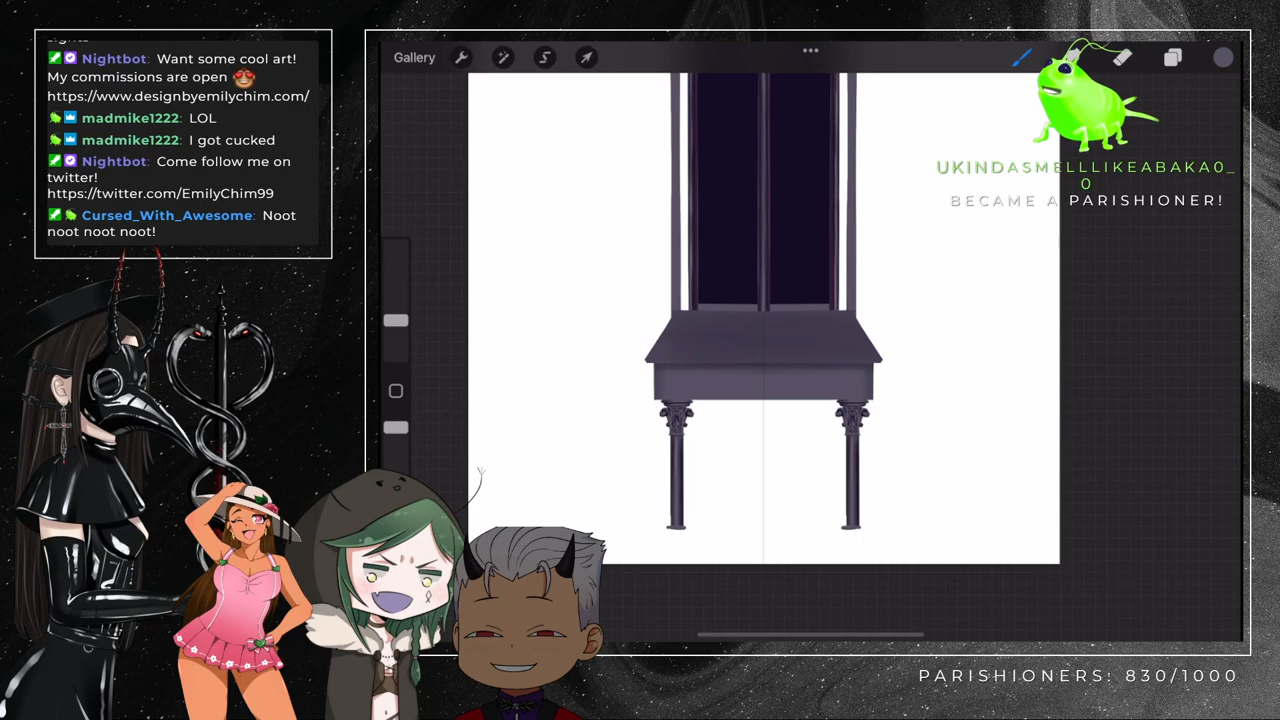 Nightbot: Want some cool art!
My commissions are open
https://www.designbyemilychim.com/
madmike1222: LOL
madmike1222: I got cucked
Nightbot: Come follow me on
twitter!
https://twitter.com/EmilyChim99
Cursed_With_Awesome: Noot
noot noot noot!
Gallery
UKINDASMELLLIKEABAKA0_
0
BECAME A PARISHIONER!
PARISHIONERS: 830/1000